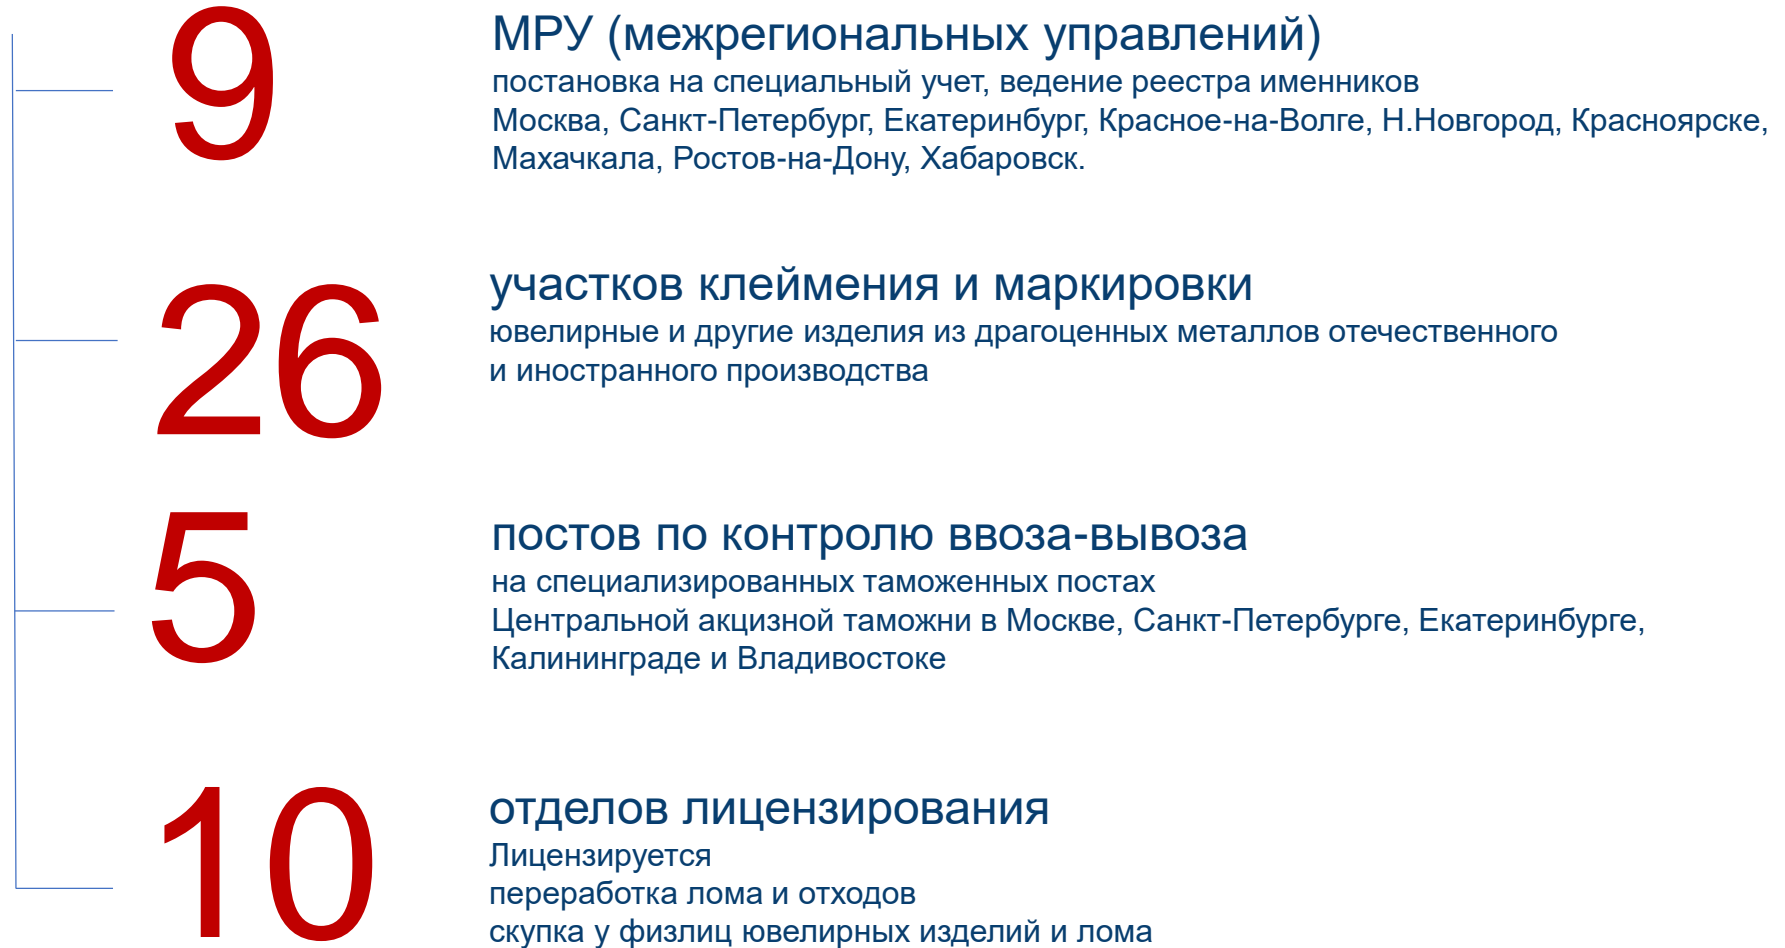 9
МРУ (межрегиональных управлений)
постановка на специальный учет, ведение реестра именников
Москва, Санкт-Петербург, Екатеринбург, Красное-на-Волге, Н.Новгород, Красноярске,
Махачкала, Ростов-на-Дону, Хабаровск.
26
участков клеймения и маркировки
ювелирные и другие изделия из драгоценных металлов отечественного
и иностранного производства
5
постов по контролю ввоза-вывоза
на специализированных таможенных постах
Центральной акцизной таможни в Москве, Санкт-Петербурге, Екатеринбурге,
Калининграде и Владивостоке
10
отделов лицензирования
Лицензируется
переработка лома и отходов
скупка у физлиц ювелирных изделий и лома